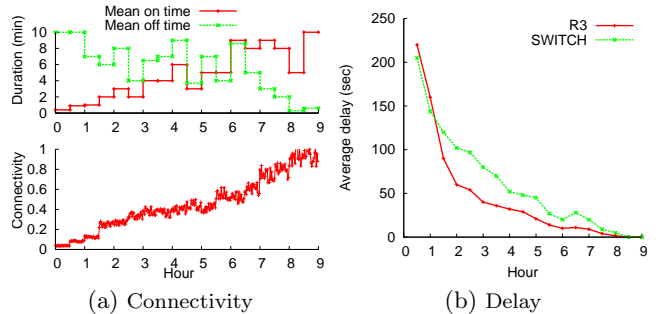 Mean on time
Mean off time
Duration (min)
10
8
6
4
2
0
0 1 2 3 4 5 6 7 8 9
Connectivity
1
0.8
0.6
0.4
0.2
0
0 1 2 3 4 5 6 7 8 9
Hour
(a) Connectivity
R3
SWITCH
Average delay (sec)
250
200
150
100
50
0
0 1 2 3 4 5 6 7 8 9
Hour
(b) Delay